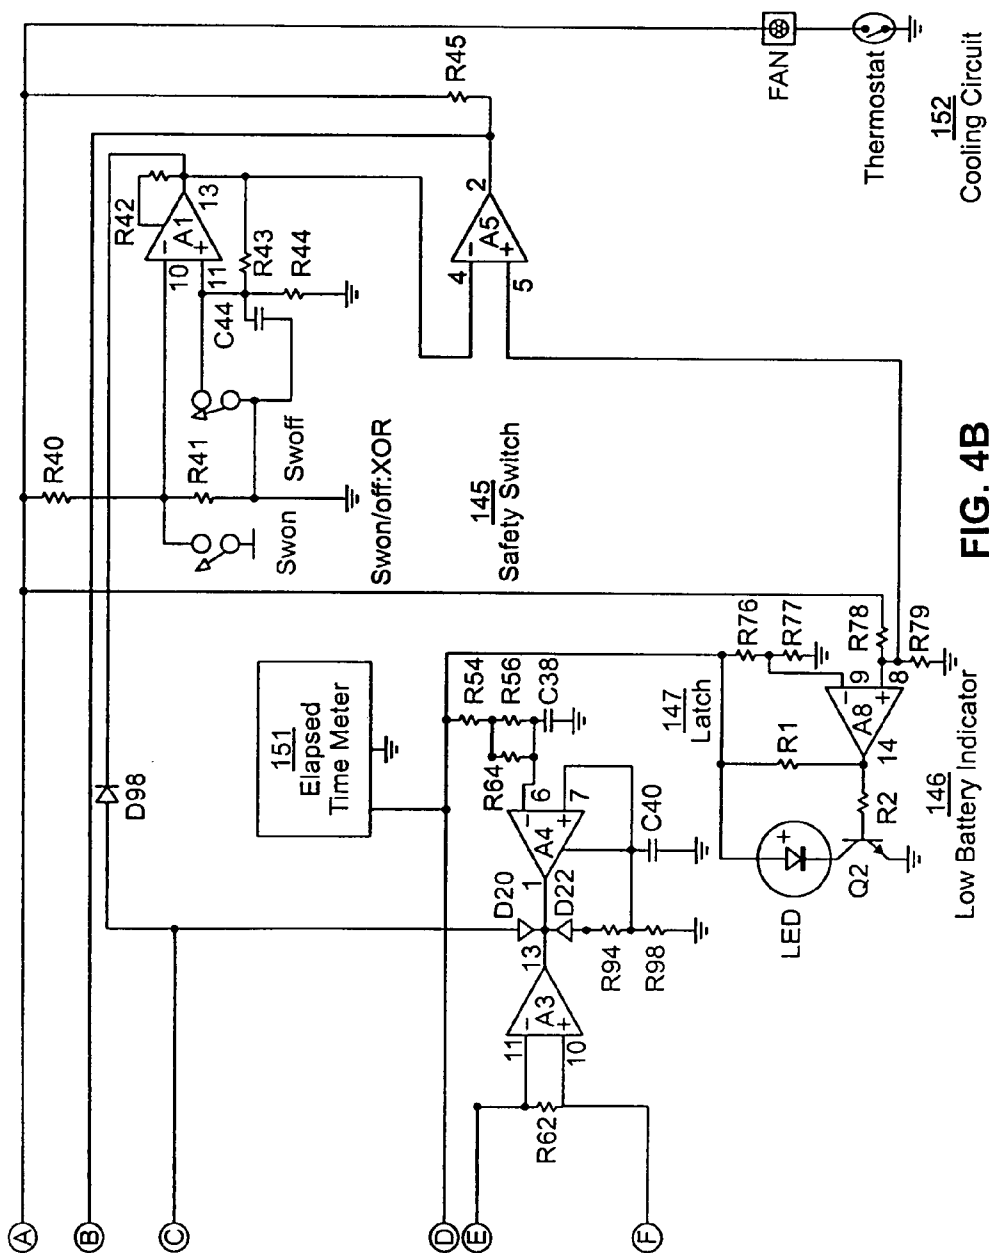 A
B
C
D
E
F
R40
R41
Swon
Swoff
Swon/off:XOR
145
Safety Switch
R42
A1
−
+
10
11
13
C44
R43
R44
R45
A5
−
+
4
5
2
FAN
Thermostat
152
Cooling Circuit
D98
151
Elapsed
Time Meter
R54
R56
R64
C38
A4
−
+
6
7
1
C40
D20
D22
13
R94
R98
A3
−
+
11
10
R62
147
Latch
R76
R77
R78
R79
A8
−
+
9
8
14
R1
R2
LED
+
Q2
146
Low Battery Indicator
FIG. 4B